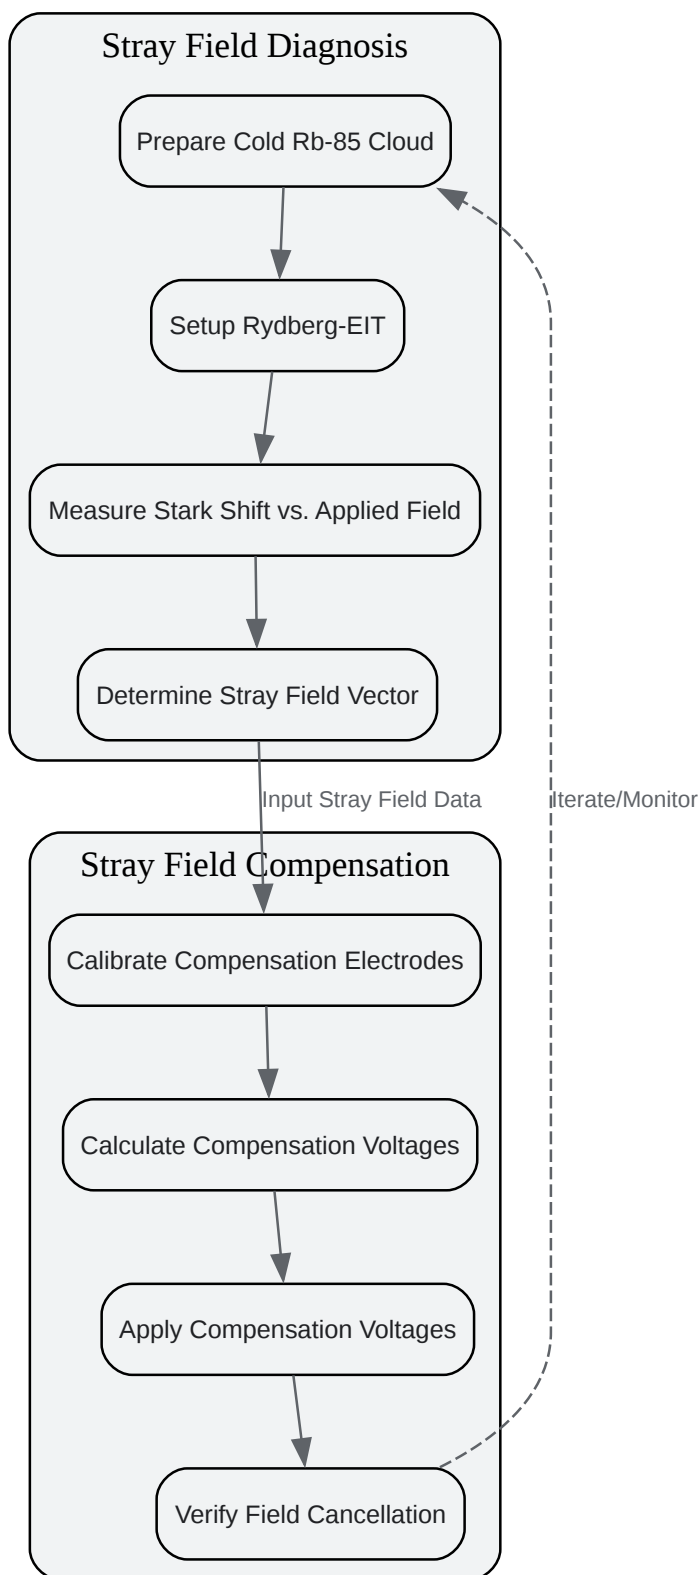 Stray Field Diagnosis
Prepare Cold Rb-85 Cloud
Setup Rydberg-EIT
Measure Stark Shift vs. Applied Field
Determine Stray Field Vector
Input Stray Field Data
Iterate/Monitor
Stray Field Compensation
Calibrate Compensation Electrodes
Calculate Compensation Voltages
Apply Compensation Voltages
Verify Field Cancellation